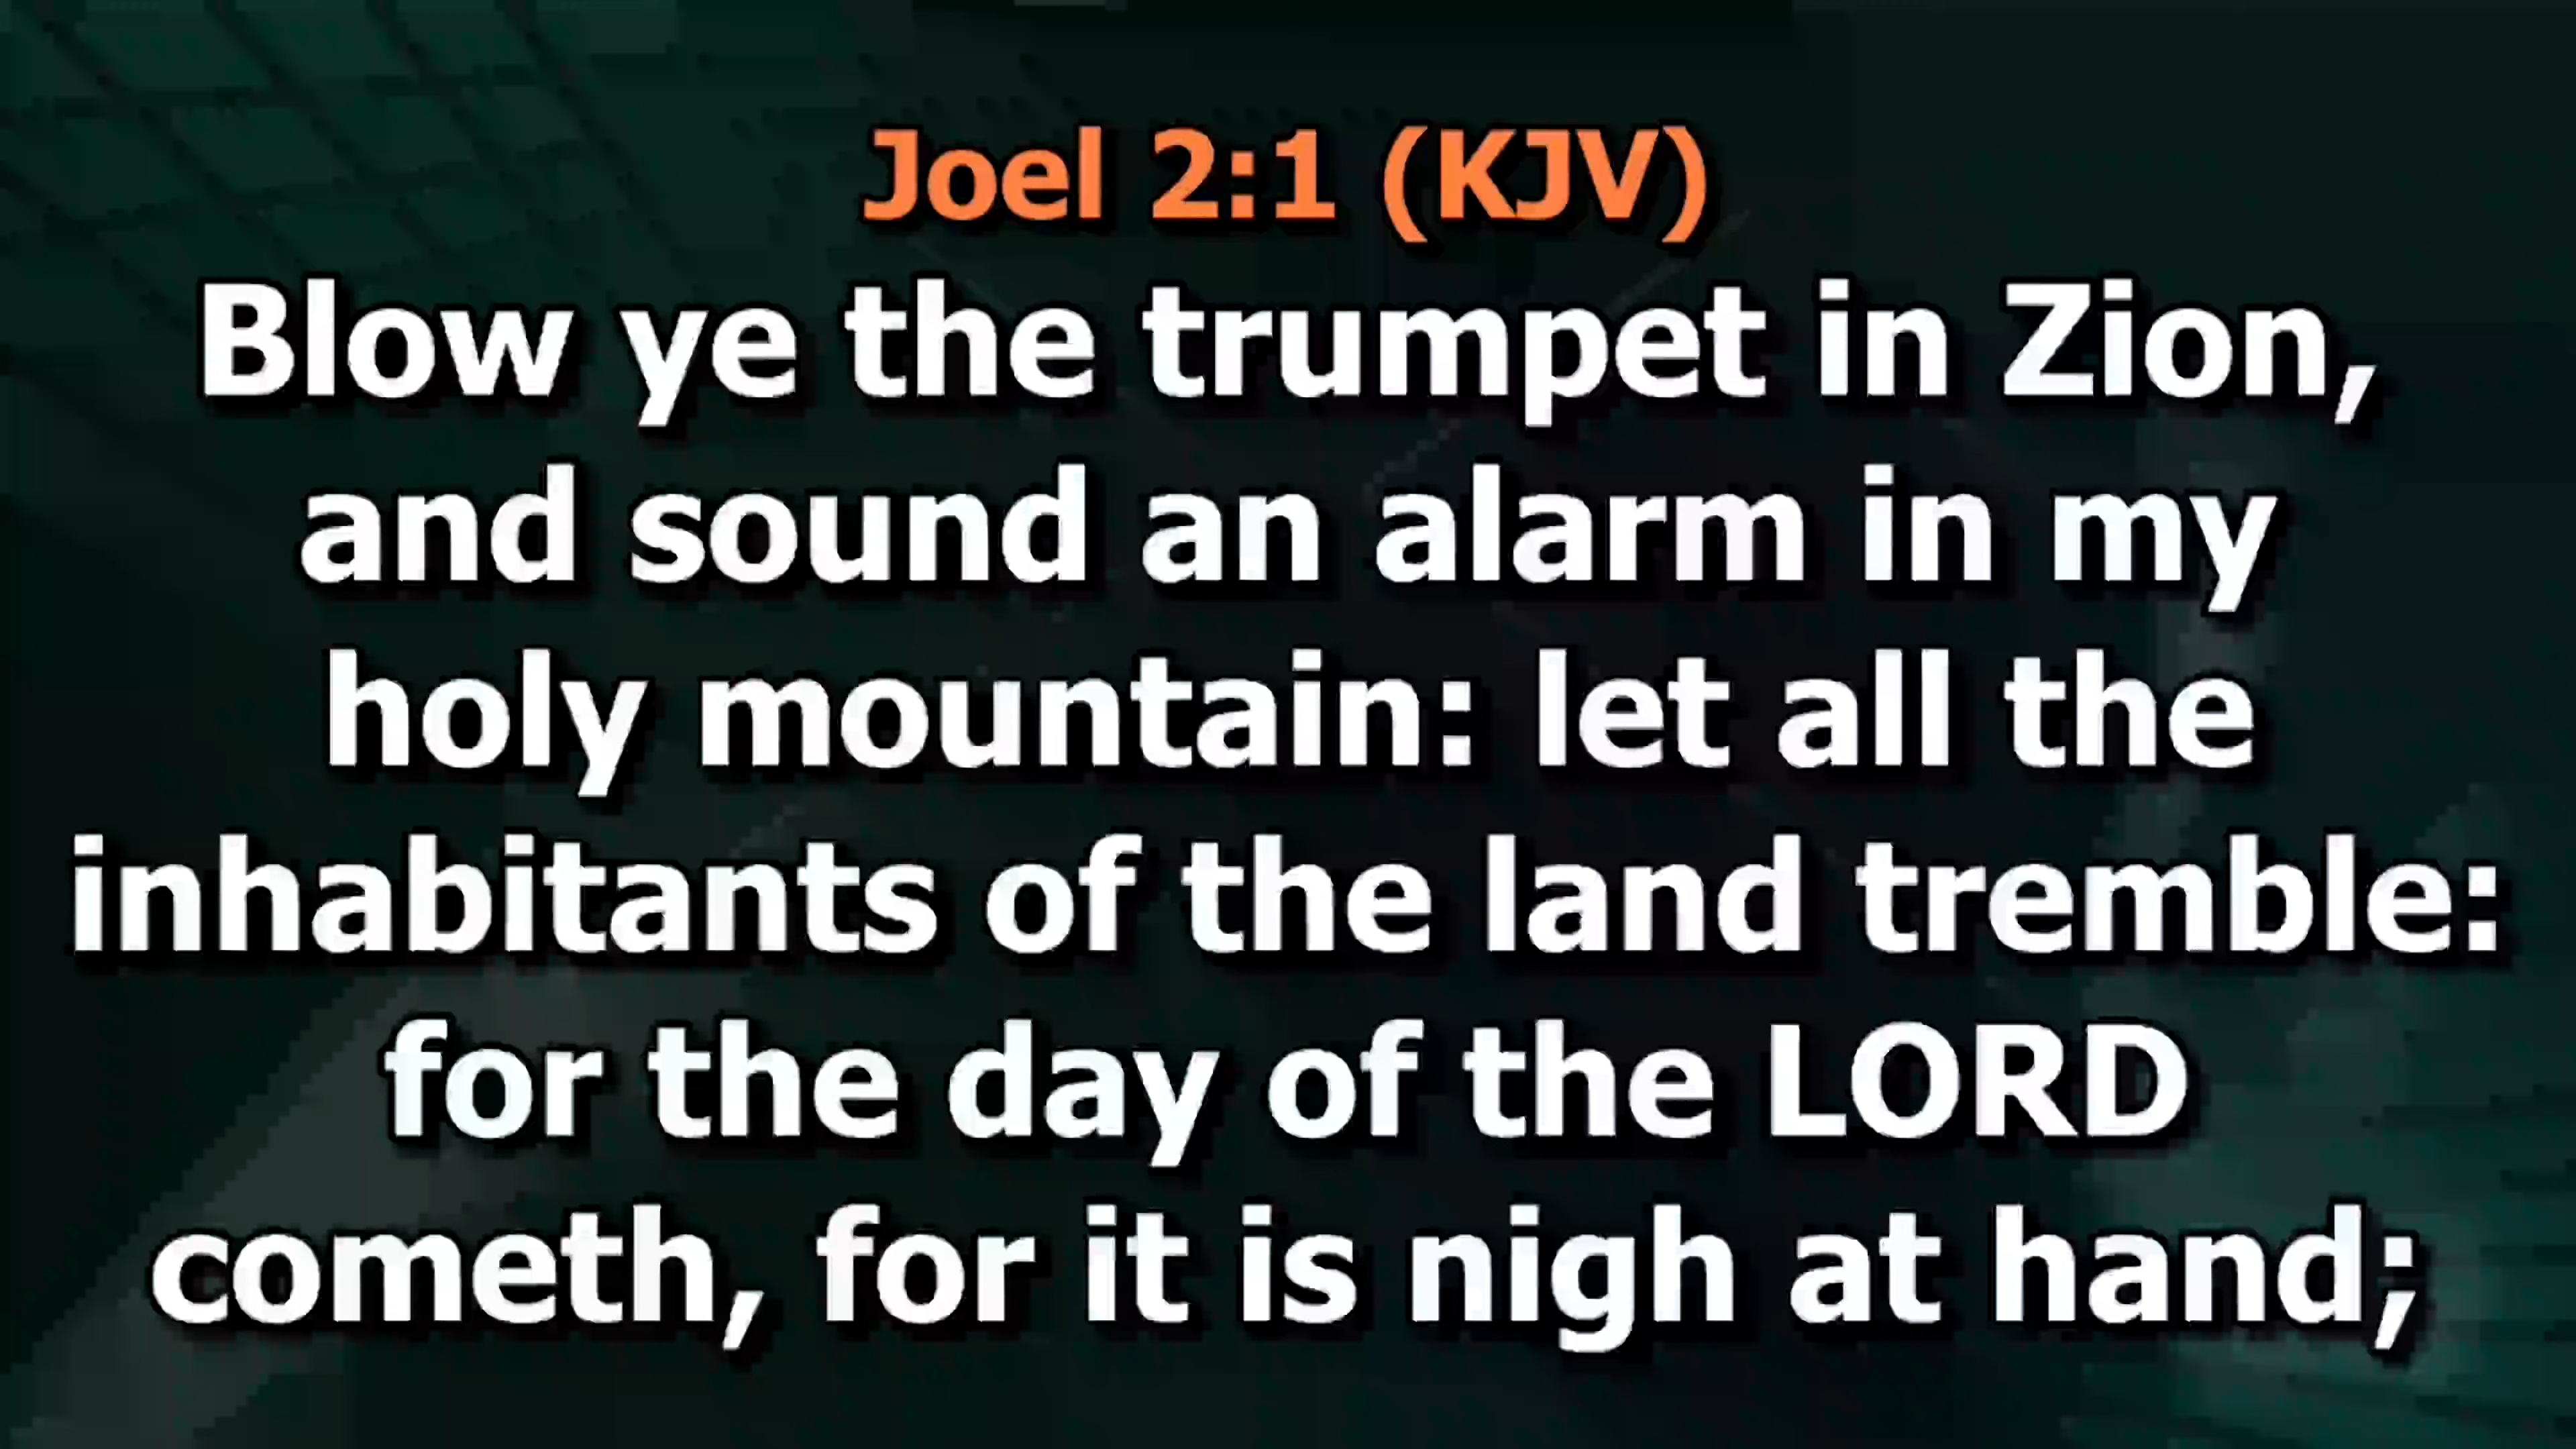 Joel 2:1 (KJV)
Blow ye the trumpet in Zion,
and sound an alarm in my
holy mountain: let all the
inhabitants of the land tremble:
for the day of the LORD
cometh, for it is nigh at hand;